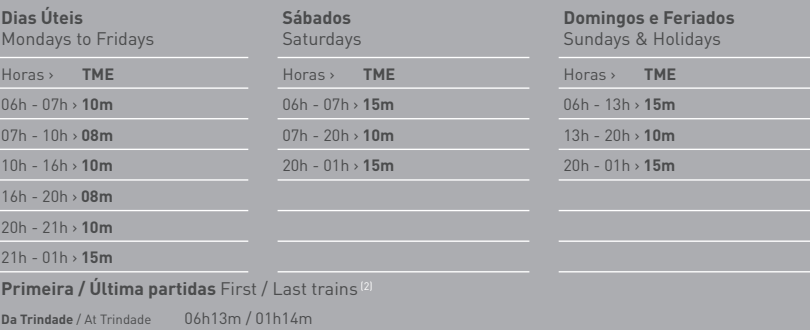 Dias Úteis
Mondays to Fridays
Horas › TME
06h - 07h › 10m
07h - 10h › 08m
10h - 16h › 10m
16h - 20h › 08m
20h - 21h › 10m
21h - 01h › 15m
Sábados
Saturdays
Horas › TME
06h - 07h › 15m
07h - 20h › 10m
20h - 01h › 15m
Domingos e Feriados
Sundays & Holidays
Horas › TME
06h - 13h › 15m
13h - 20h › 10m
20h - 01h › 15m
Primeira / Última partidas First / Last trains (2)
Da Trindade / At Trindade 06h13m / 01h14m